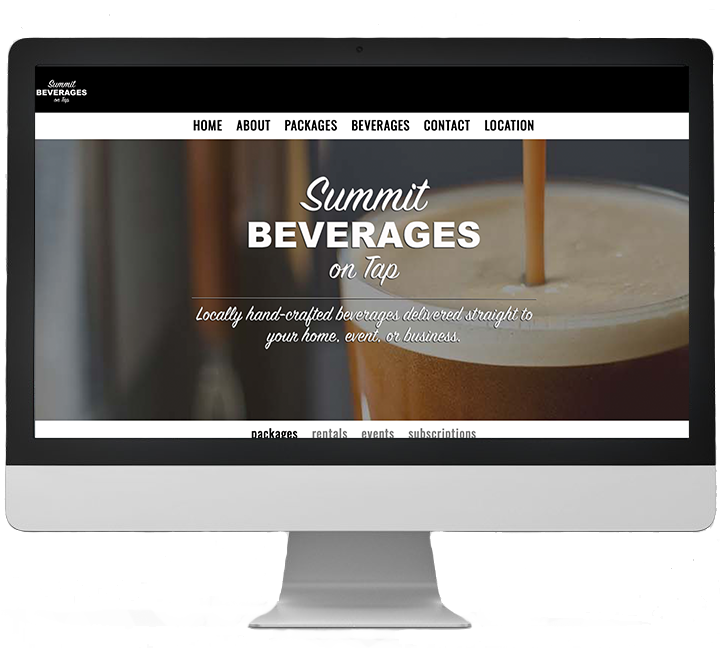 Summit
BEVERAGES
on Tap
HOME ABOUT PACKAGES BEVERAGES CONTACT LOCATION
Summit
BEVERAGES
on Tap
Locally hand-crafted beverages delivered straight to
your home, event, or business.
packages rentals events subscriptions